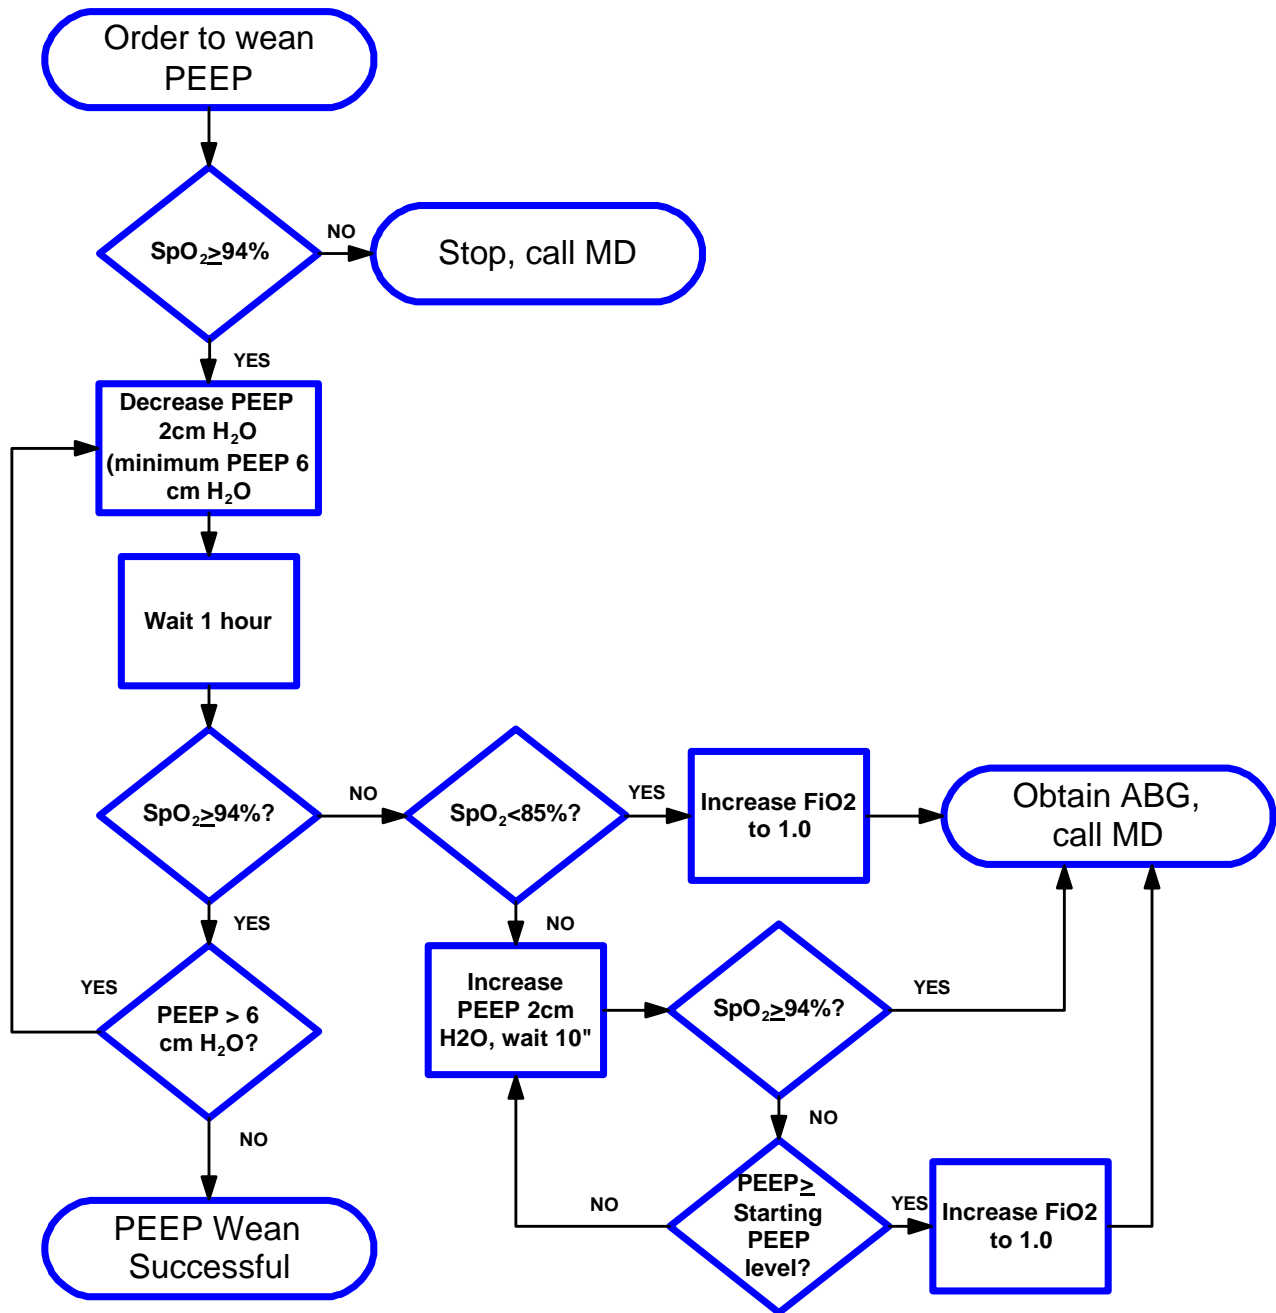 Order to wean
PEEP
SpO₂≥94%
NO
Stop, call MD
YES
Decrease PEEP
2cm H₂O
(minimum PEEP 6
cm H₂O
Wait 1 hour
SpO₂≥94%?
NO
SpO₂<85%?
YES
Increase FiO2
to 1.0
Obtain ABG,
call MD
YES
NO
YES
PEEP > 6
cm H₂O?
Increase
PEEP 2cm
H2O, wait 10"
SpO₂≥94%?
YES
NO
NO
PEEP≥
Starting
PEEP
level?
NO
YES
Increase FiO2
to 1.0
PEEP Wean
Successful